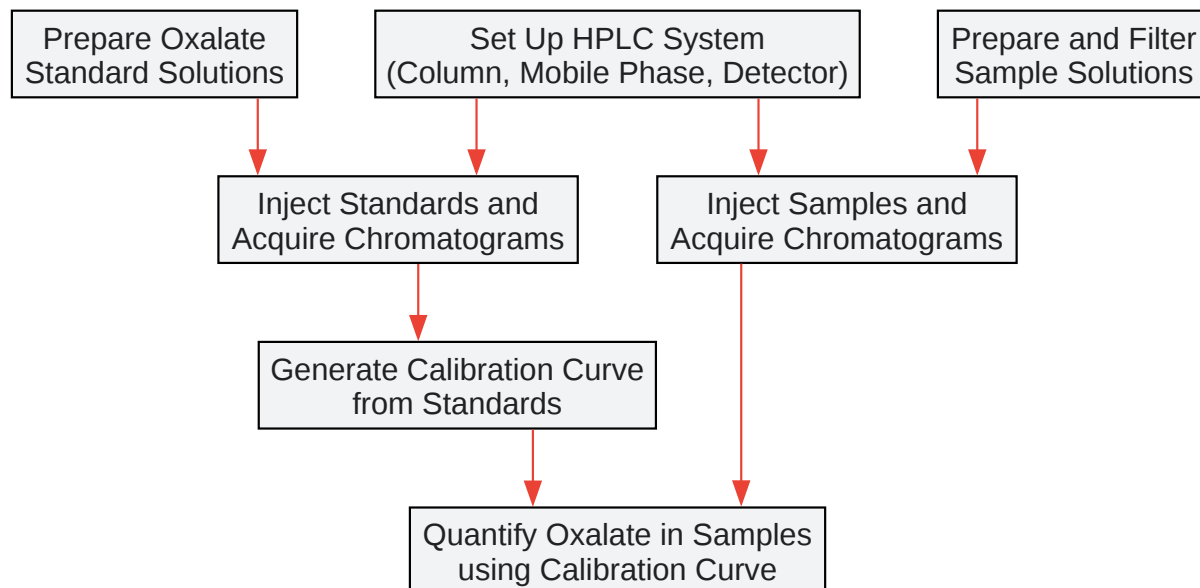 Prepare Oxalate
Standard Solutions
Set Up HPLC System
(Column, Mobile Phase, Detector)
Prepare and Filter
Sample Solutions
Inject Standards and
Acquire Chromatograms
Inject Samples and
Acquire Chromatograms
Generate Calibration Curve
from Standards
Quantify Oxalate in Samples
using Calibration Curve